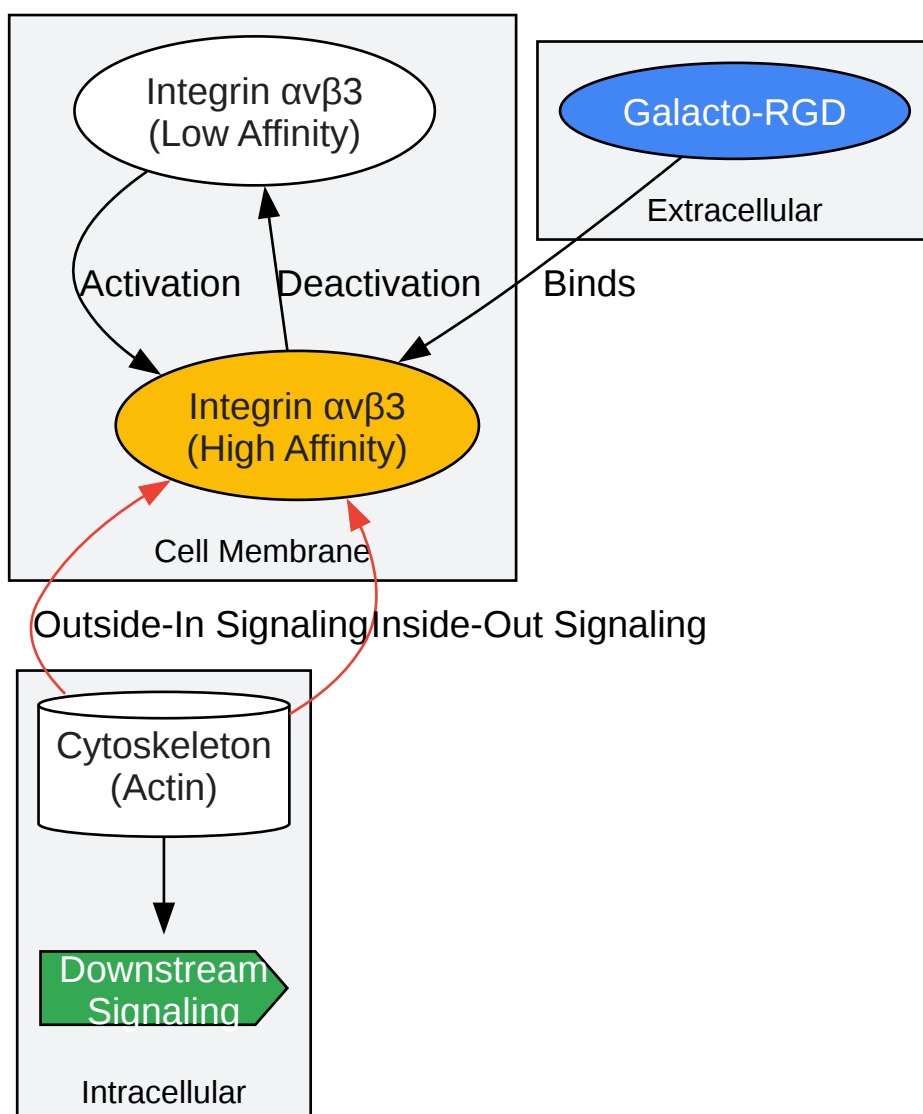 Integrin αvβ3
(Low Affinity)
Galacto-RGD
Extracellular
Activation
Deactivation
Binds
Integrin αvβ3
(High Affinity)
Cell Membrane
Outside-In Signaling
Inside-Out Signaling
Cytoskeleton
(Actin)
Downstream
Signaling
Intracellular